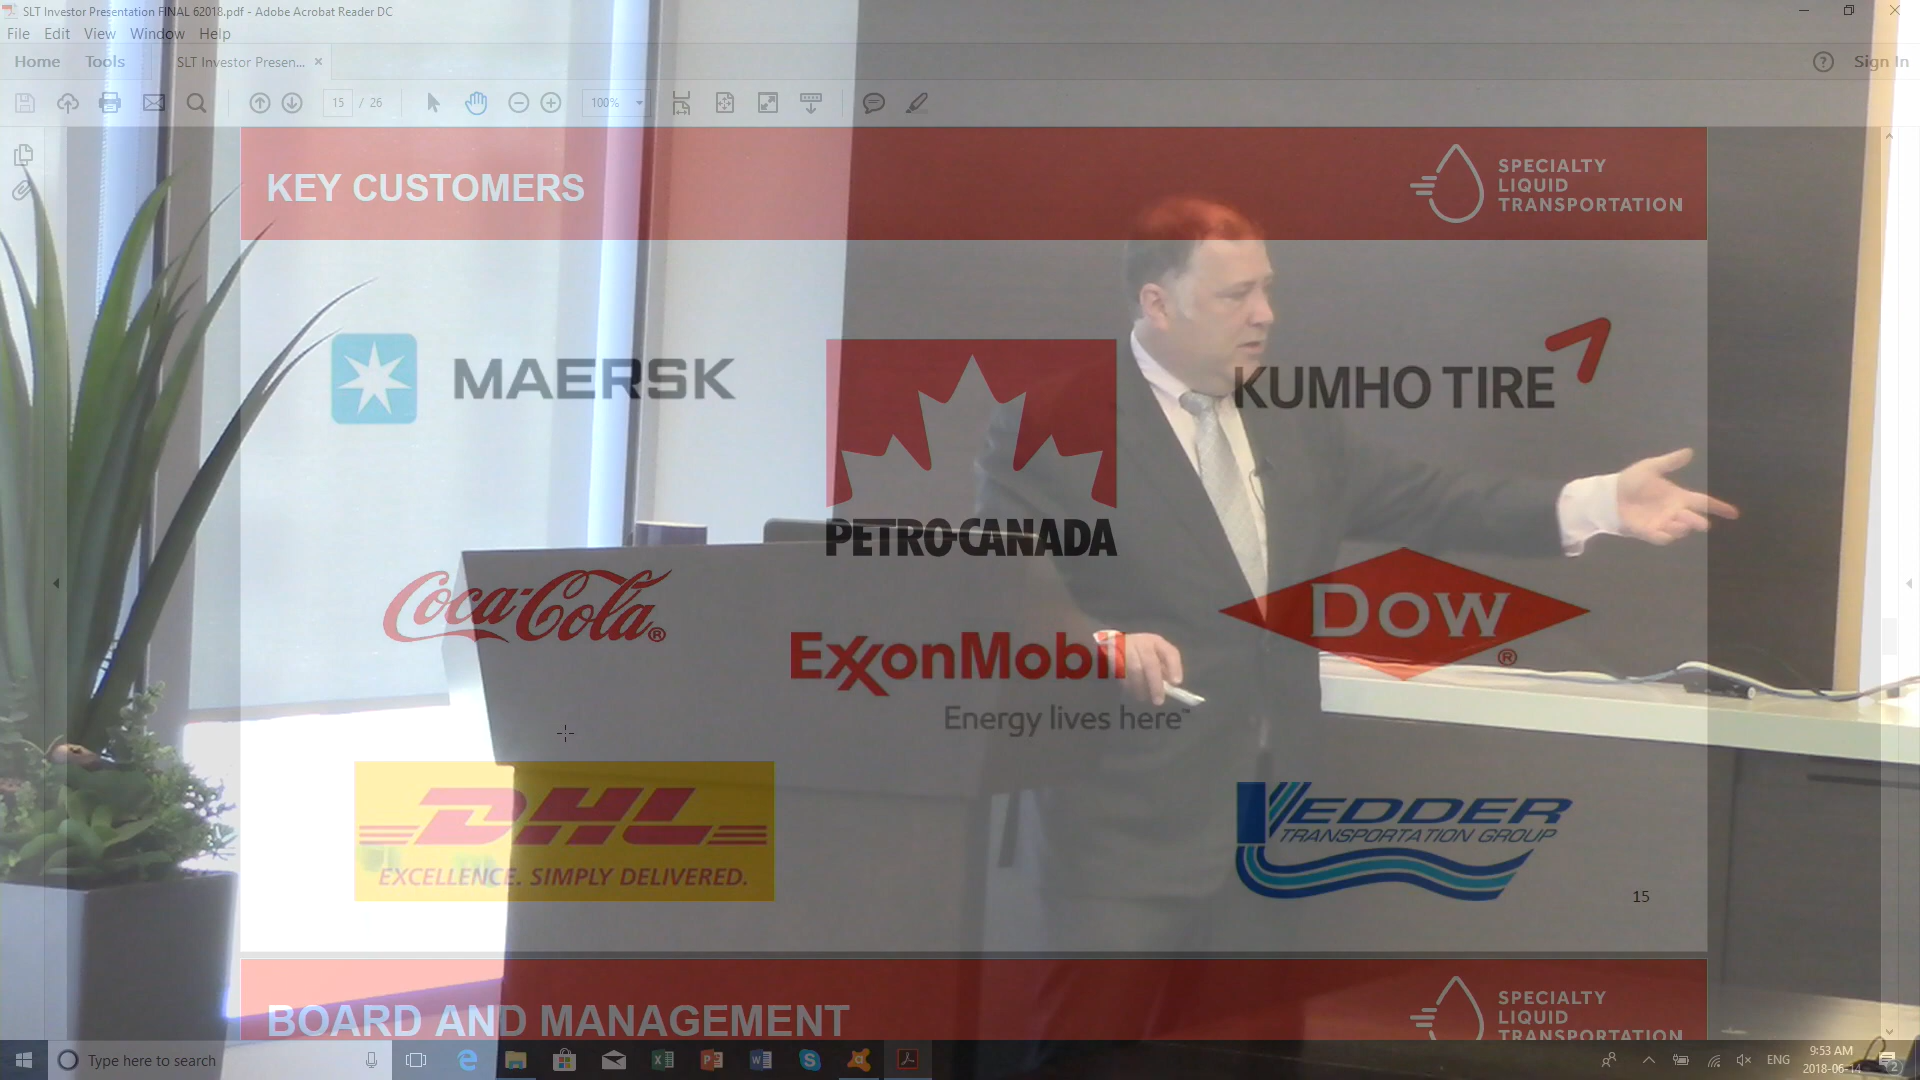 SLT Investor Presentation FINAL 62018.pdf - Adobe Acrobat Reader DC
File Edit View Window Help
Home Tools SLT Investor Presen... ×
? Sign In
15 / 26 100%
KEY CUSTOMERS
SPECIALTY
LIQUID
TRANSPORTATION
MAERSK
PETRO-CANADA
KUMHO TIRE
Coca-Cola®
ExxonMobil
Energy lives here™
Dow®
DHL
EXCELLENCE. SIMPLY DELIVERED.
VEDDER
TRANSPORTATION GROUP
15
BOARD AND MANAGEMENT
SPECIALTY
LIQUID
TRANSPORTATION
Type here to search
ENG
9:53 AM
2018-06-14
2